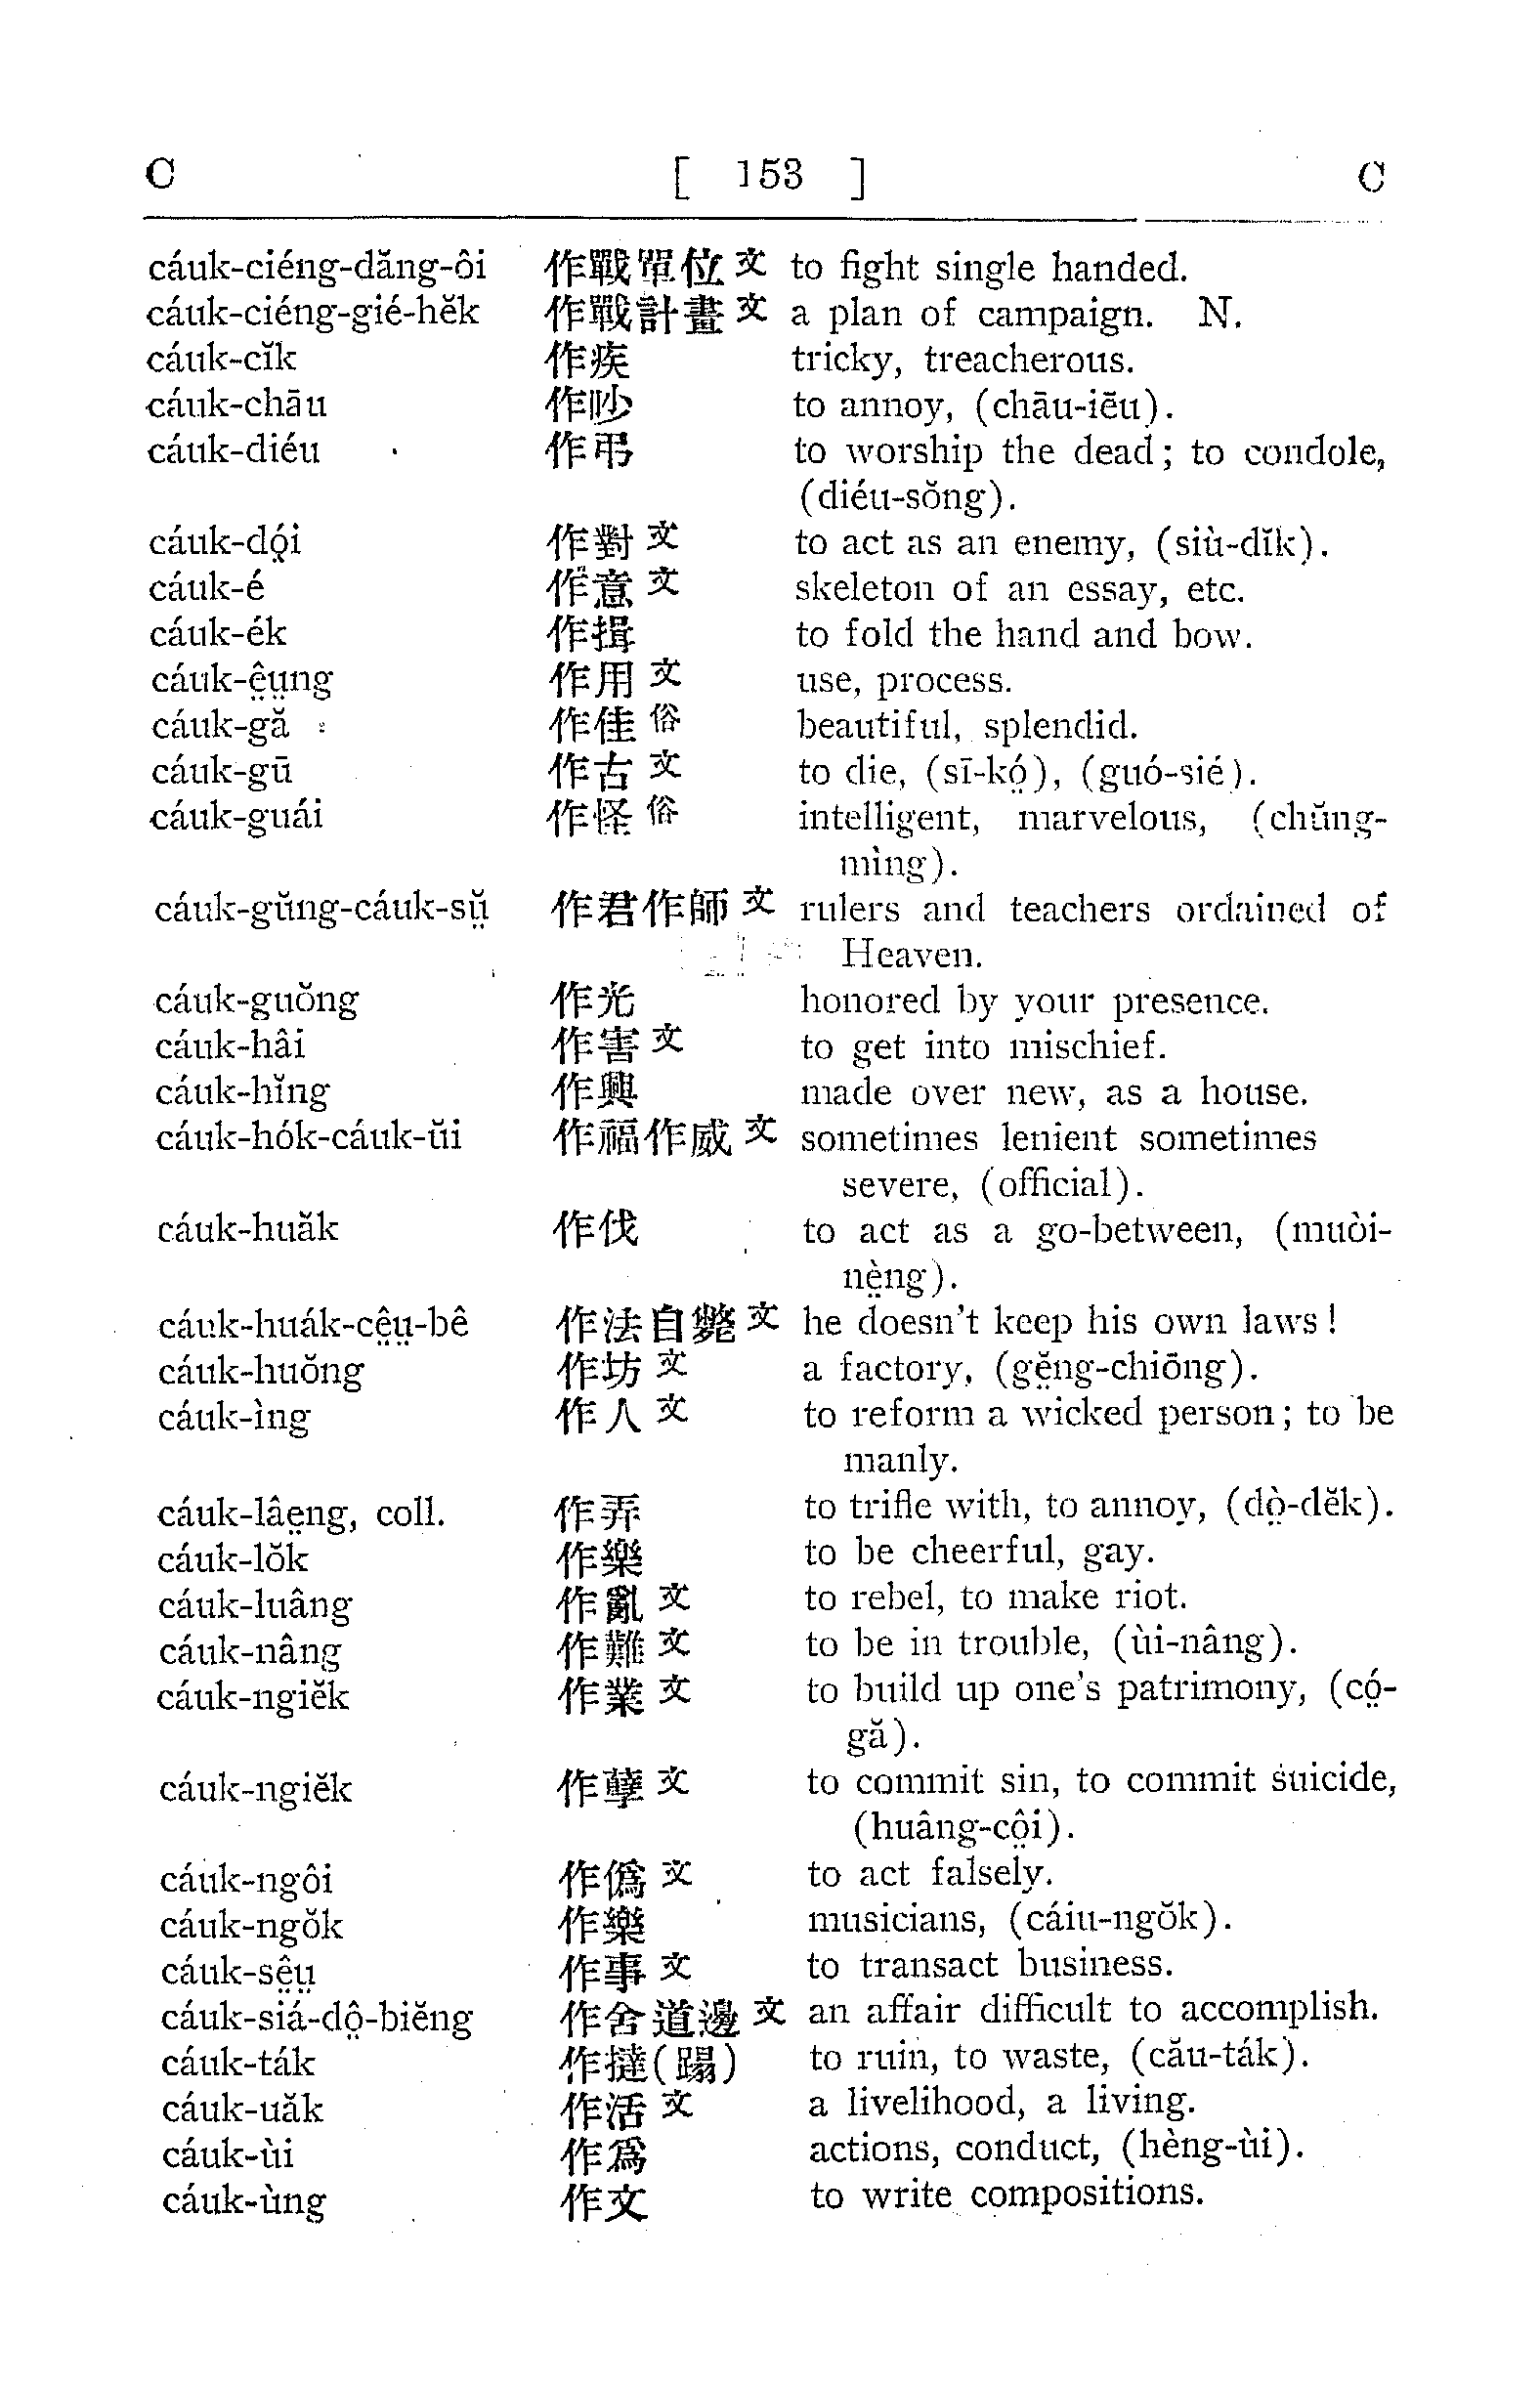 C [ 153 ] C
cáuk-ciéng-dăng-ôi 作戰單位文 to fight single handed.
cáuk-ciéng-gié-hĕk 作戰計畫文 a plan of campaign. N.
cáuk-cĭk 作疾 tricky, treacherous.
cáuk-chāu 作吵 to annoy, (chāu-iēu).
cáuk-diéu 作弔 to worship the dead; to condole,
(diéu-sŏng).
cáuk-dó̤i 作對文 to act as an enemy, (siù-dĭk).
cáuk-é 作意文 skeleton of an essay, etc.
cáuk-ék 作揖 to fold the hand and bow.
cáuk-ê̤ṳng 作用文 use, process.
cáuk-gă 作佳俗 beautiful, splendid.
cáuk-gū 作古文 to die, (sī-kó̤), (guó-sié).
cáuk-guái 作怪俗 intelligent, marvelous, (chŭng-
mìng).
cáuk-gŭng-cáuk-sṳ̆ 作君作師文 rulers and teachers ordained of
Heaven.
cáuk-guŏng 作光 honored by your presence.
cáuk-hâi 作害文 to get into mischief.
cáuk-hĭng 作興 made over new, as a house.
cáuk-hók-cáuk-ŭi 作福作威文 sometimes lenient sometimes
severe, (official).
cáuk-huăk 作伐 to act as a go-between, (muòi-
nè̤ng).
cáuk-huák-cê̤ṳ-bê 作法自斃文 he doesn't keep his own laws!
cáuk-huŏng 作坊文 a factory, (gĕ̤ng-chiōng).
cáuk-ìng 作人文 to reform a wicked person; to be
manly.
cáuk-lâe̤ng, coll. 作弄 to trifle with, to annoy, (dò̤-dĕk).
cáuk-lŏk 作樂 to be cheerful, gay.
cáuk-luâng 作亂文 to rebel, to make riot.
cáuk-nâng 作難文 to be in trouble, (ùi-nâng).
cáuk-ngiĕk 作業文 to build up one's patrimony, (có̤-
gă).
cáuk-ngiĕk 作孽文 to commit sin, to commit suicide,
(huâng-cô̤i).
cáuk-ngôi 作僞文 to act falsely.
cáuk-ngŏk 作樂 musicians, (cáiu-ngŏk).
cáuk-sê̤ṳ 作事文 to transact business.
cáuk-siá-dô̤-biĕng 作舍道邊文 an affair difficult to accomplish.
cáuk-ták 作撻(蹋) to ruin, to waste, (cău-ták).
cáuk-uăk 作活文 a livelihood, a living.
cáuk-ùi 作爲 actions, conduct, (hèng-ùi).
cáuk-ùng 作文 to write compositions.